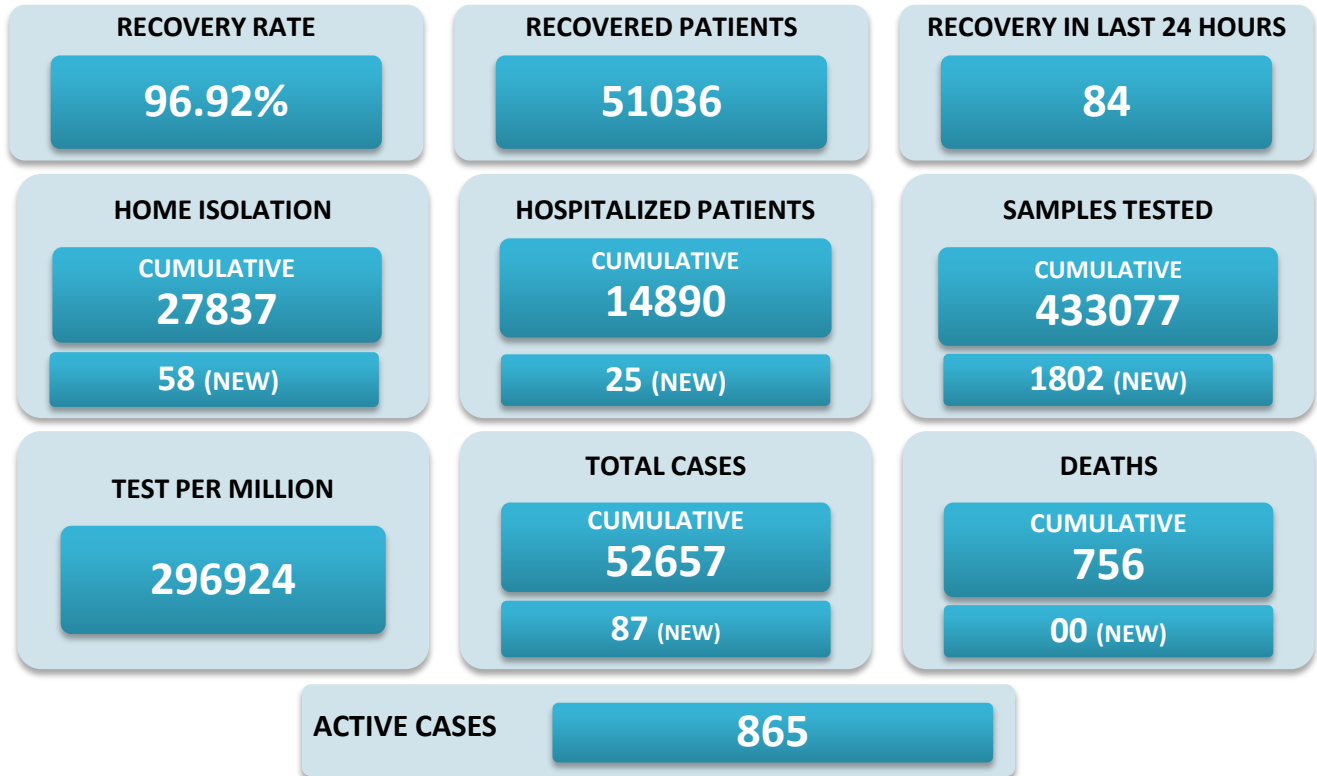 RECOVERY RATE
96.92%
RECOVERED PATIENTS
51036
RECOVERY IN LAST 24 HOURS
84
HOME ISOLATION
CUMULATIVE
27837
58 (NEW)
HOSPITALIZED PATIENTS
CUMULATIVE
14890
25 (NEW)
SAMPLES TESTED
CUMULATIVE
433077
1802 (NEW)
TEST PER MILLION
296924
TOTAL CASES
CUMULATIVE
52657
87 (NEW)
DEATHS
CUMULATIVE
756
00 (NEW)
ACTIVE CASES
865